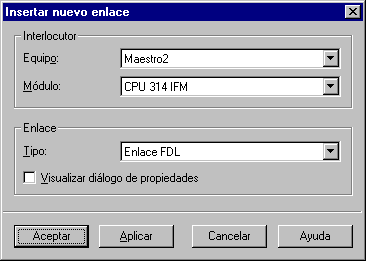 Insertar nuevo enlace
Interlocutor
Equipo: Maestro2
Módulo: CPU 314 IFM
Enlace
Tipo: Enlace FDL
Visualizar diálogo de propiedades
Aceptar Aplicar Cancelar Ayuda